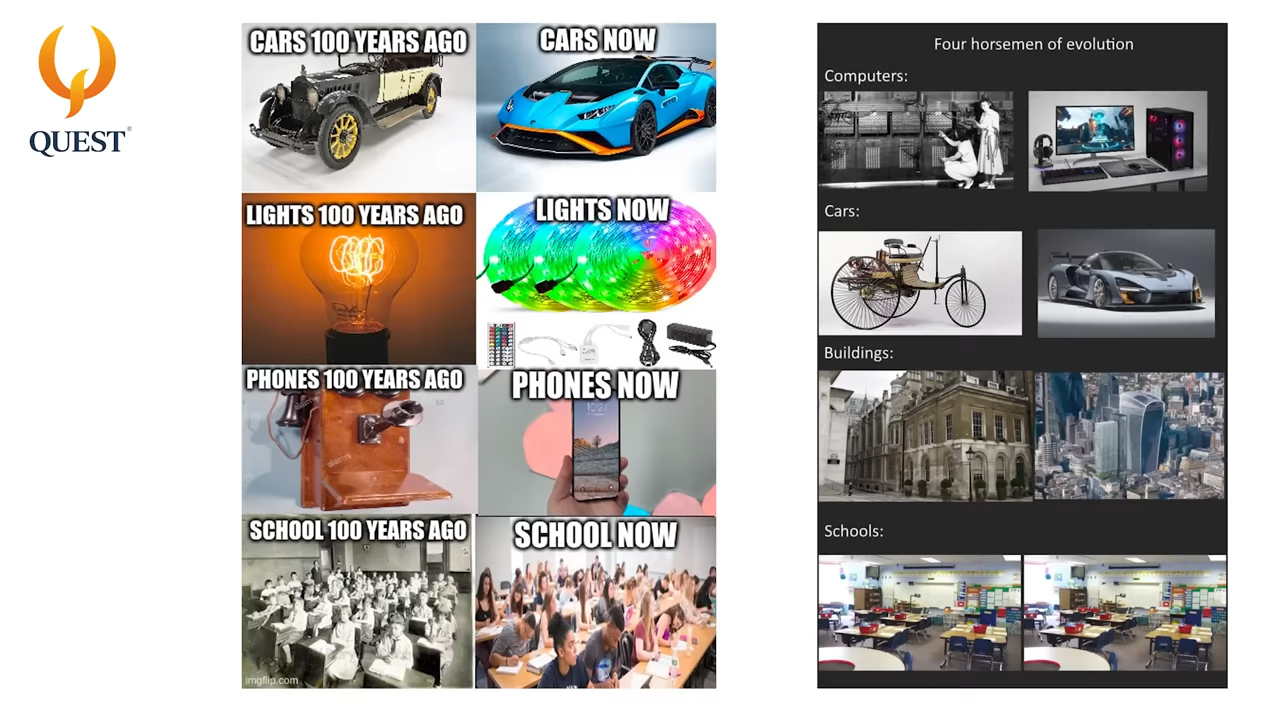 QUEST®
CARS 100 YEARS AGO
CARS NOW
LIGHTS 100 YEARS AGO
LIGHTS NOW
PHONES 100 YEARS AGO
PHONES NOW
SCHOOL 100 YEARS AGO
SCHOOL NOW
imgflip.com
Four horsemen of evolution
Computers:
Cars:
Buildings:
Schools: